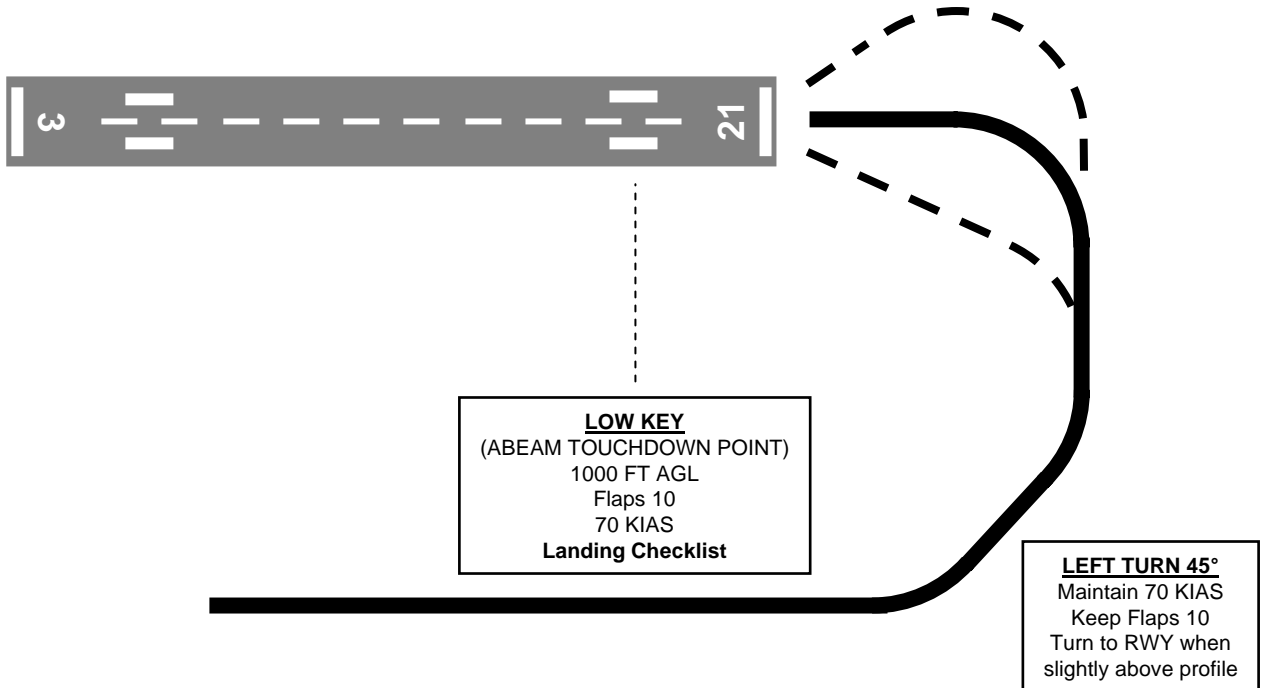 3
21
LOW KEY
(ABEAM TOUCHDOWN POINT)
1000 FT AGL
Flaps 10
70 KIAS
Landing Checklist
LEFT TURN 45°
Maintain 70 KIAS
Keep Flaps 10
Turn to RWY when
slightly above profile